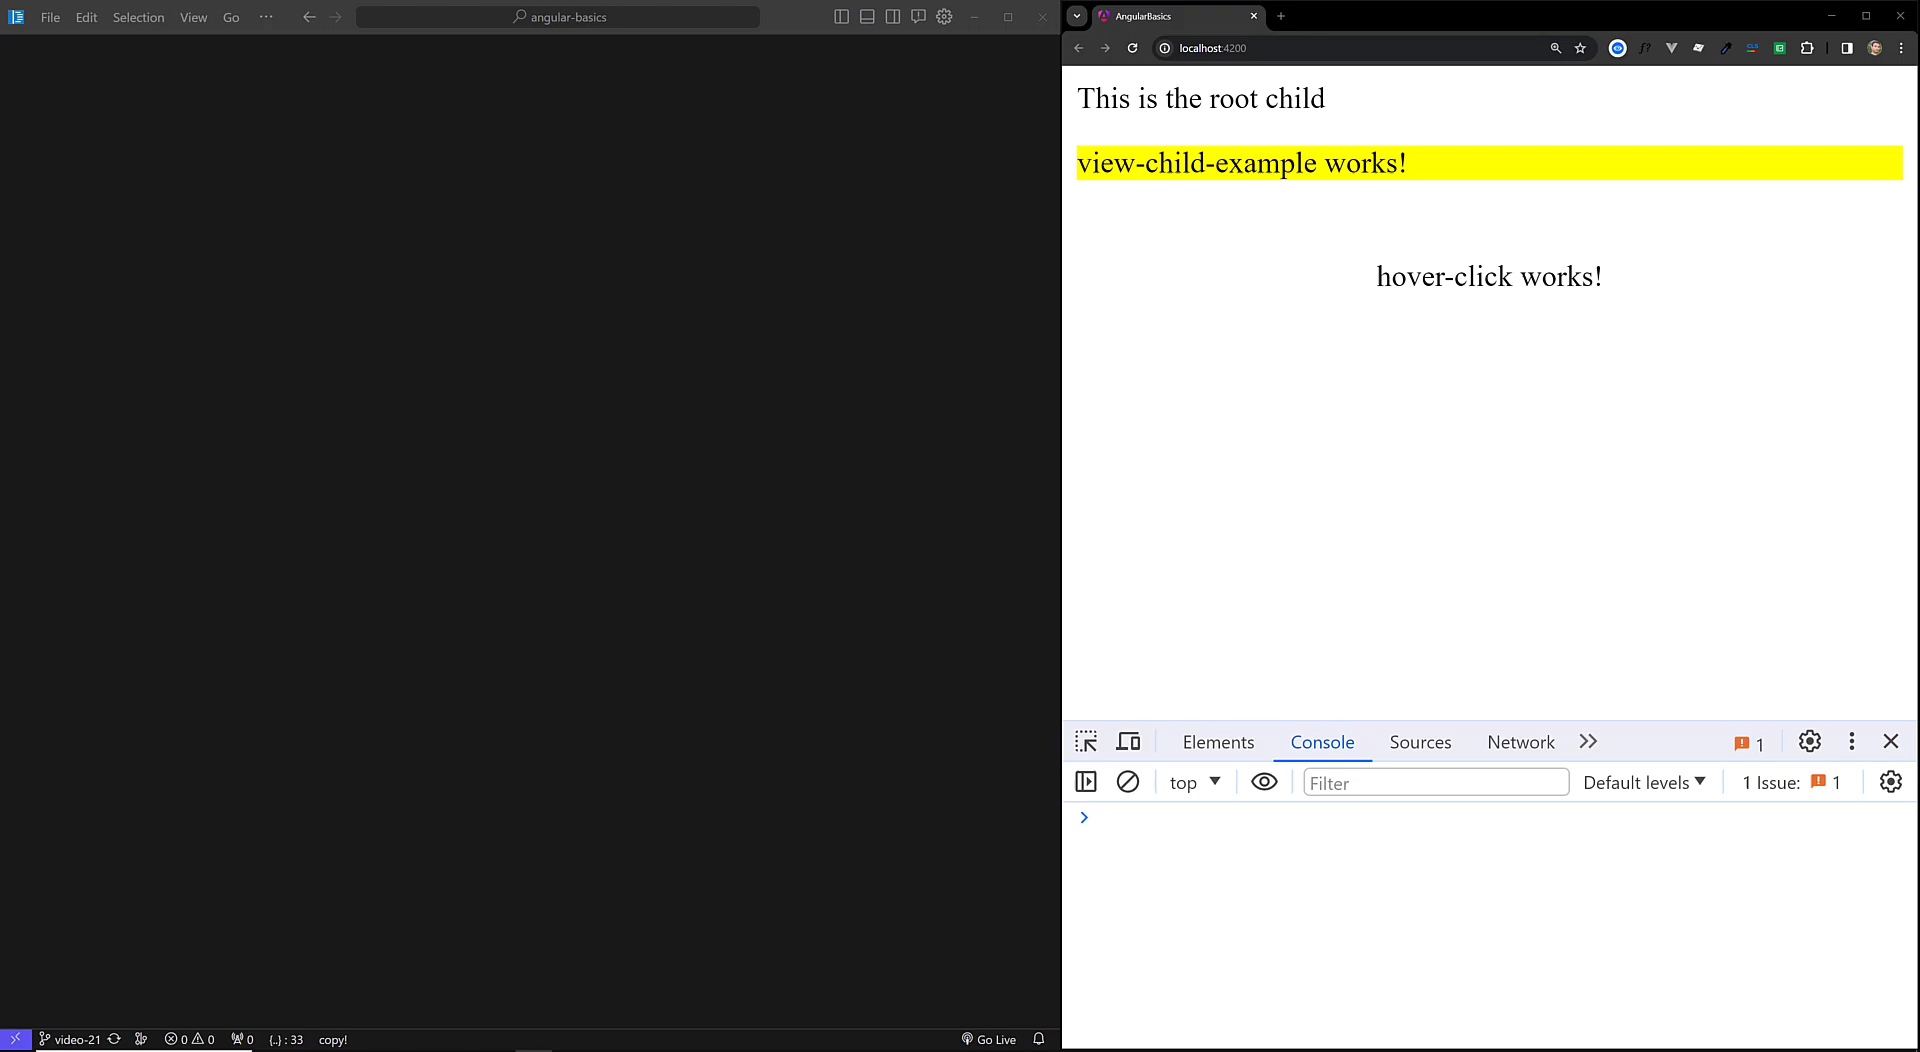 File Edit Selection View Go ··· angular-basics
AngularBasics
localhost:4200
CLS
This is the root child
view-child-example works!
hover-click works!
Elements Console Sources Network 1
top Filter Default levels 1 Issue: 1
video-21 0 0 0 {..} : 33 copy! Go Live